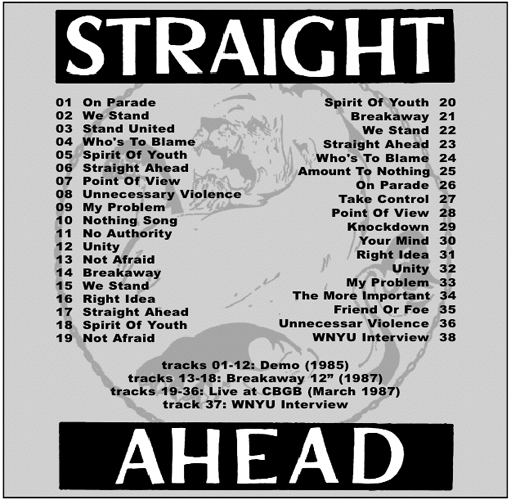 STRAIGHT
01 On Parade
02 We Stand
03 Stand United
04 Who's To Blame
05 Spirit Of Youth
06 Straight Ahead
07 Point Of View
08 Unnecessary Violence
09 My Problem
10 Nothing Song
11 No Authority
12 Unity
13 Not Afraid
14 Breakaway
15 We Stand
16 Right Idea
17 Straight Ahead
18 Spirit Of Youth
19 Not Afraid
Spirit Of Youth 20
Breakaway 21
We Stand 22
Straight Ahead 23
Who's To Blame 24
Amount To Nothing 25
On Parade 26
Take Control 27
Point Of View 28
Knockdown 29
Your Mind 30
Right Idea 31
Unity 32
My Problem 33
The More Important 34
Friend Or Foe 35
Unnecessar Violence 36
WNYU Interview 38
tracks 01-12: Demo (1985)
tracks 13-18: Breakaway 12” (1987)
tracks 19-36: Live at CBGB (March 1987)
track 37: WNYU Interview
AHEAD